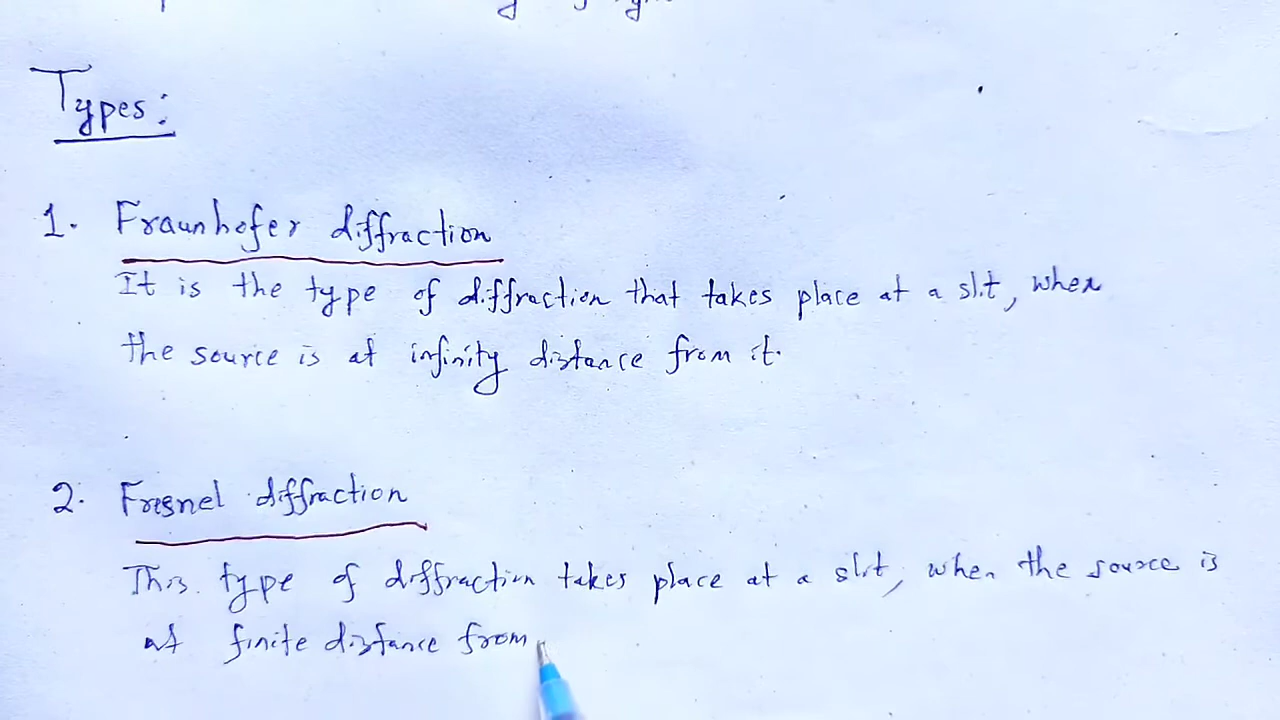 Types:
1. Fraunhofer diffraction
It is the type of diffraction that takes place at a slit, when
the source is at infinity distance from it.
2. Fresnel diffraction
This type of diffraction takes place at a slit, when the source is
at finite distance from